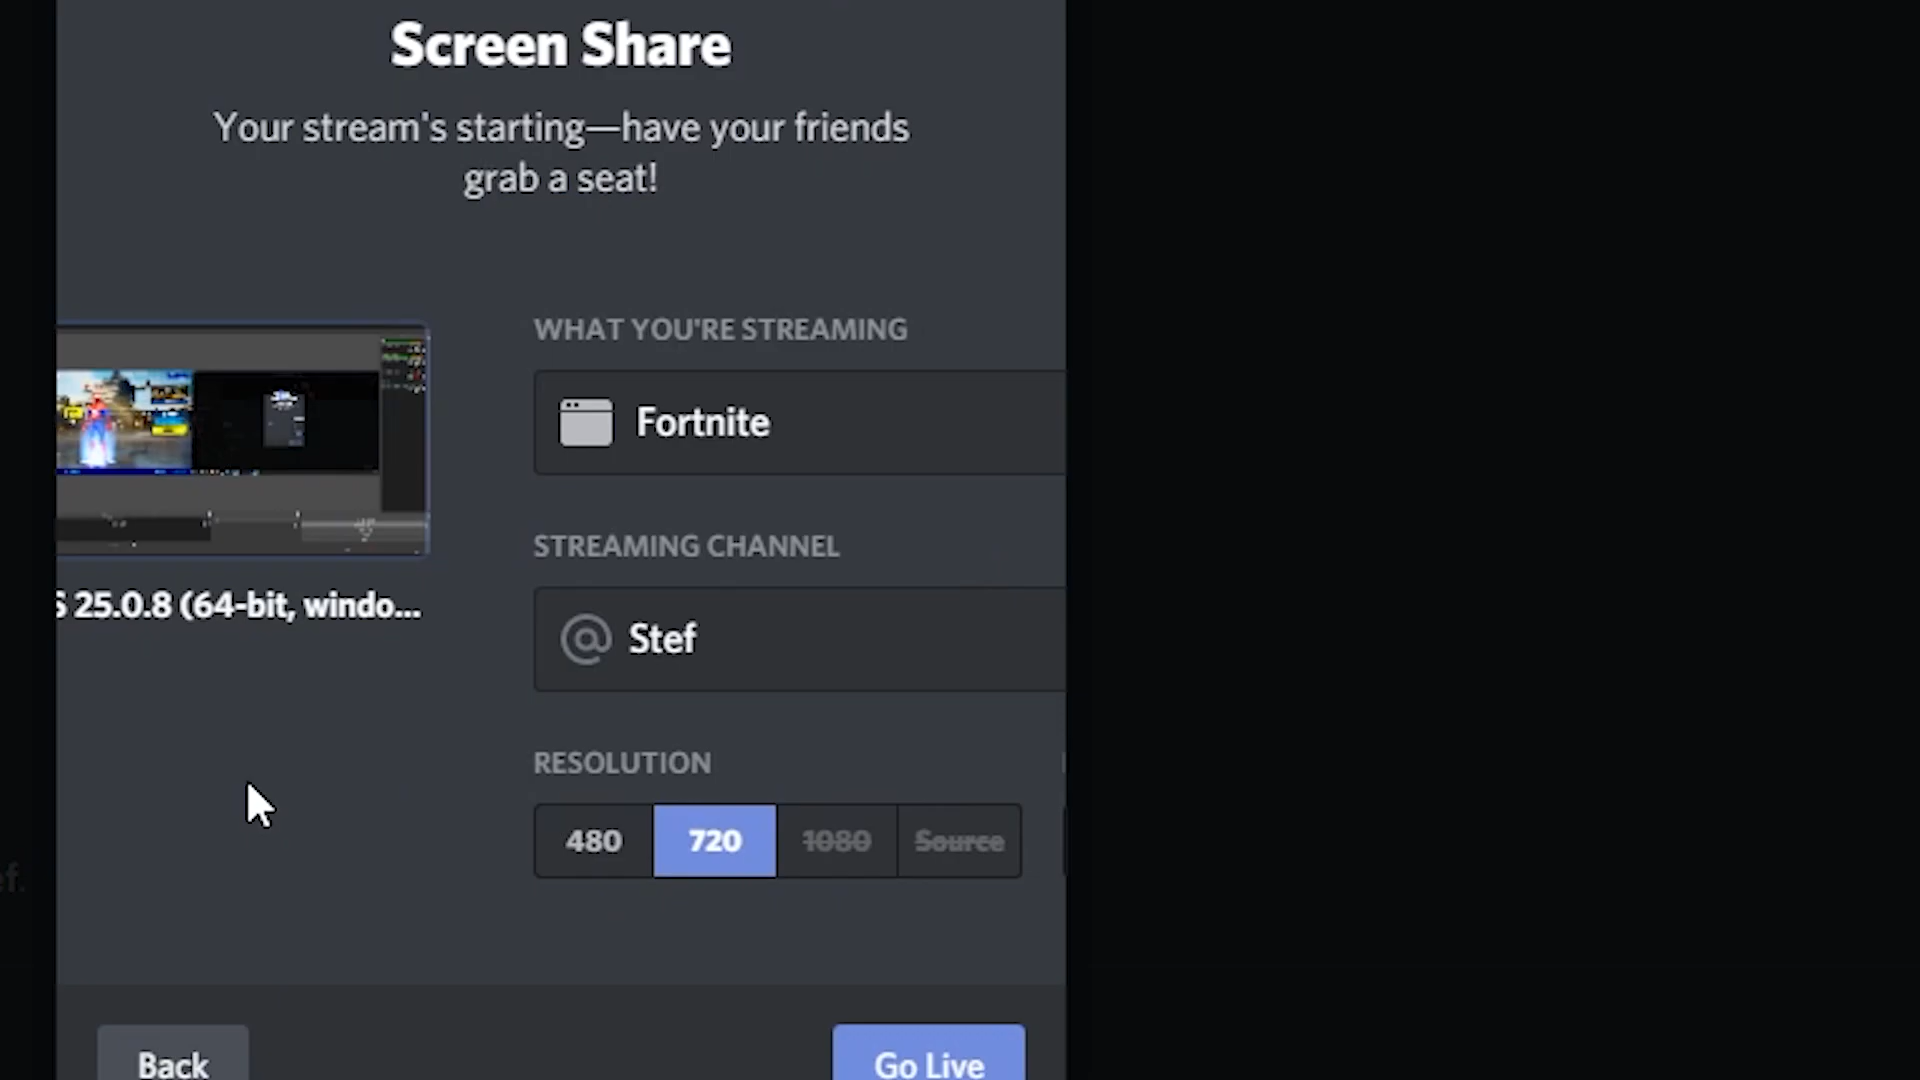 Screen Share
Your stream's starting—have your friends
grab a seat!
WHAT YOU'RE STREAMING
Fortnite
STREAMING CHANNEL
@ Stef
25.0.8 (64-bit, windo...
RESOLUTION
480 720 1080 Source
ef.
Back Go Live